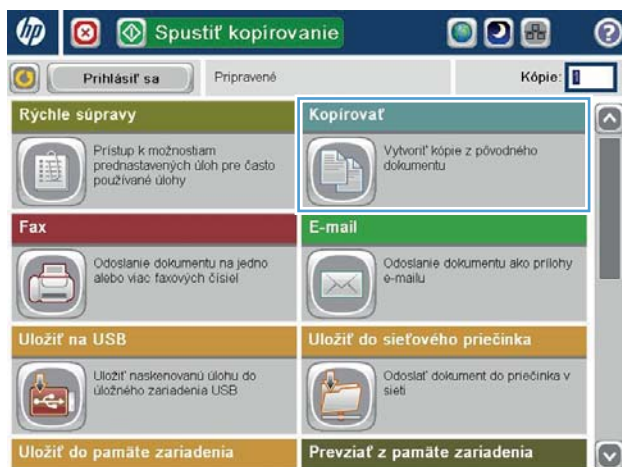 hp
Spustiť kopírovanie
?
Prihlásiť sa
Pripravené
Kópie: 1
Rýchle súpravy
Prístup k možnostiam
prednastavených úloh pre často
používané úlohy
Kopírovať
Vytvoriť kópie z pôvodného
dokumentu
Fax
Odoslanie dokumentu na jedno
alebo viac faxových čísiel
E-mail
Odoslanie dokumentu ako prílohy
e-mailu
Uložiť na USB
Uložiť naskenovanú úlohu do
úložného zariadenia USB
Uložiť do sieťového priečinka
Odoslať dokument do priečinka v
sieti
Uložiť do pamäte zariadenia
Prevziať z pamäte zariadenia